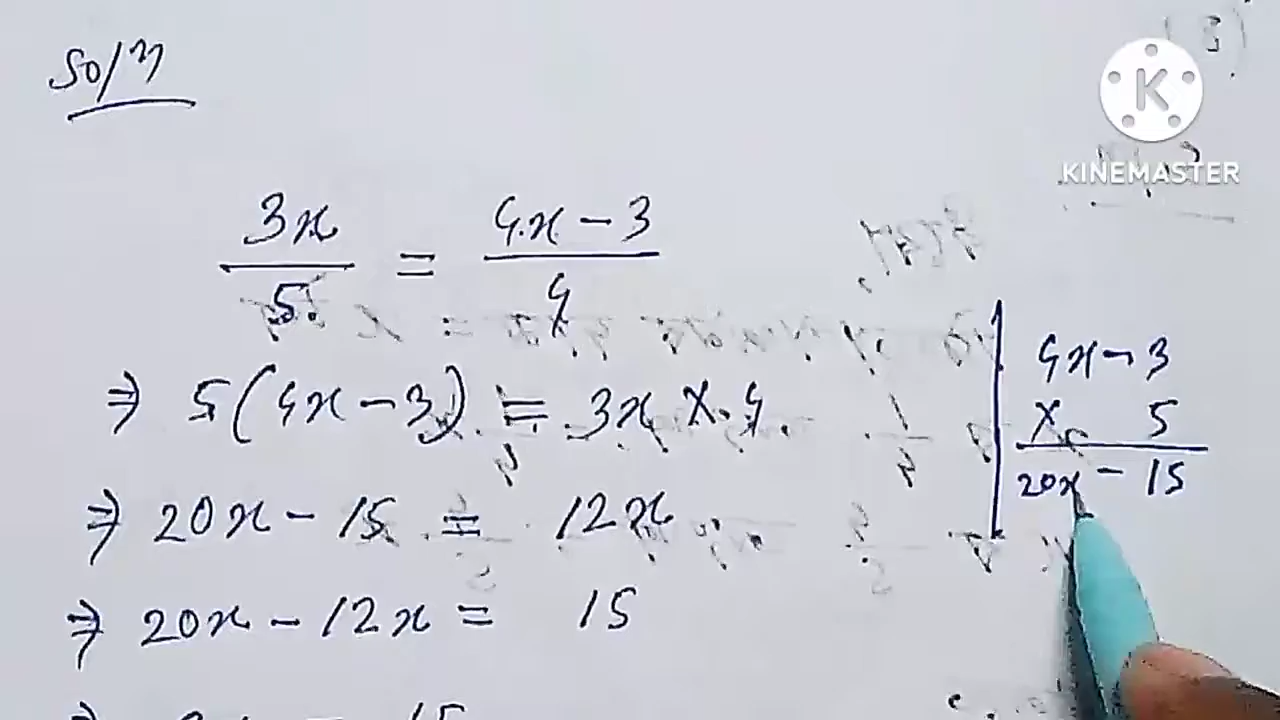 Soln
3x/5 = 4x - 3/4
⇒ 5(4x - 3) = 3x × 4
⇒ 20x - 15 = 12x
⇒ 20x - 12x = 15
4x - 3
× 5
20x - 15
K
KINEMASTER